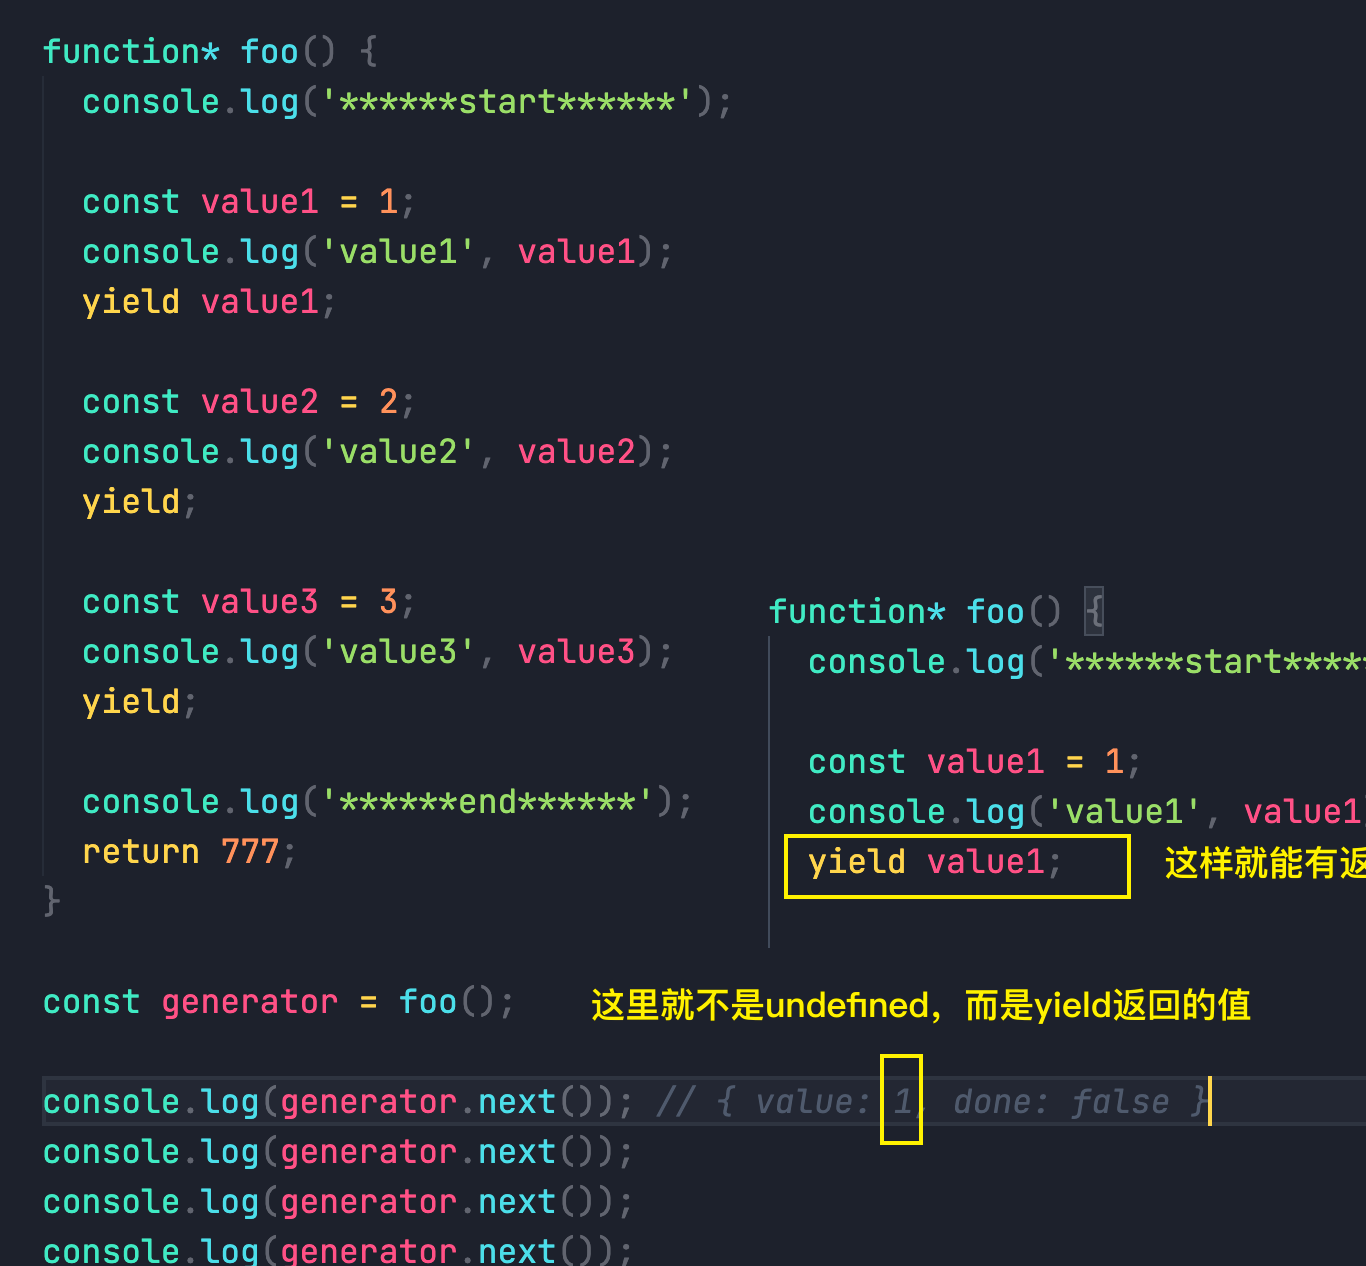 function* foo() {
console.log('******start******');
const value1 = 1;
console.log('value1', value1);
yield value1;
const value2 = 2;
console.log('value2', value2);
yield;
const value3 = 3;
console.log('value3', value3);
yield;
console.log('******end******');
return 777;
}
function* foo() {
console.log('******start****
const value1 = 1;
console.log('value1', value1
yield value1;
这样就能有返
const generator = foo();
这里就不是undefined，而是yield返回的值
console.log(generator.next()); // { value: 1, done: false }
console.log(generator.next());
console.log(generator.next());
console.log(generator.next());